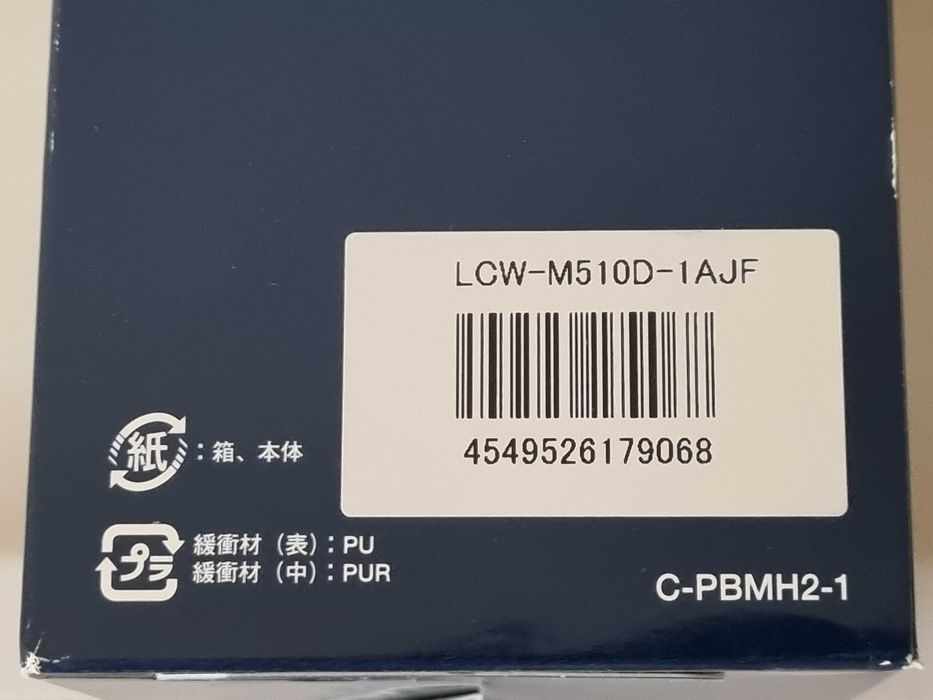 LCW-M510D-1AJF
4549526179068
紙：箱、本体
プラ
緩衝材（表）：PU
緩衝材（中）：PUR
C-PBMH2-1